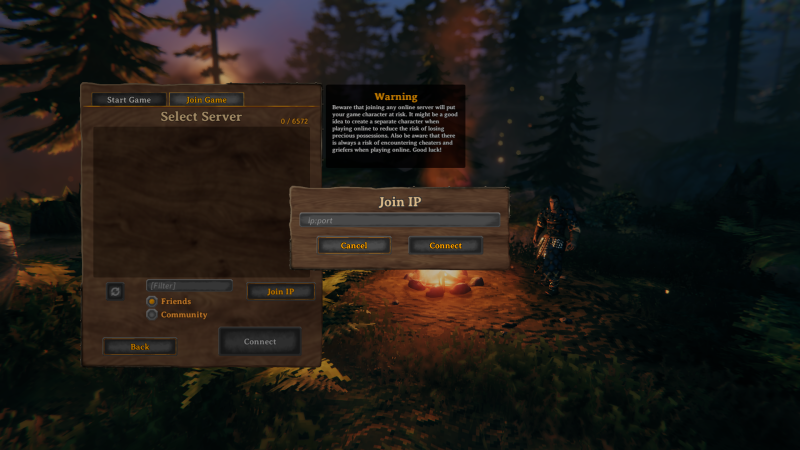 Start Game
Join Game
Select Server
0 / 6572
Warning
Beware that joining any online server will put
your game character at risk. It might be a good
idea to create a separate character when
playing online to reduce the risk of losing
precious possessions. Also be aware that there
is always a risk of encountering cheaters and
griefers when playing online. Good luck!
Join IP
ip:port
Cancel
Connect
[Filter]
Join IP
Friends
Community
Back
Connect